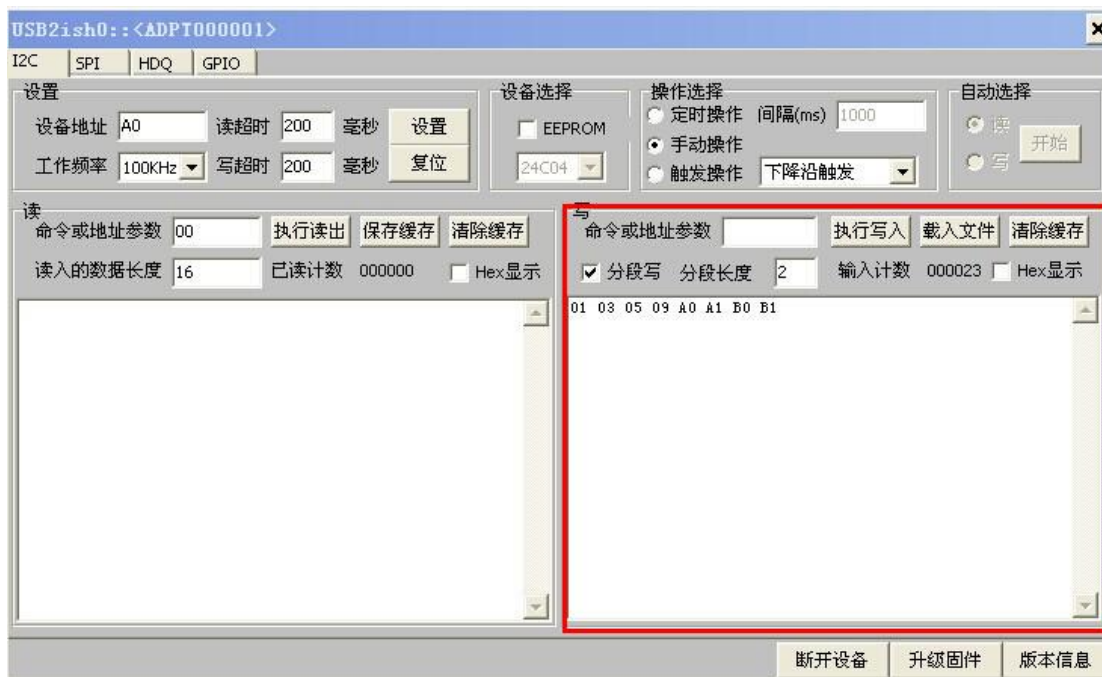 USB2ish0::<ADPT000001>
I2C SPI HDQ GPIO
设置 设备选择 操作选择 自动选择
设备地址 A0 读超时 200 毫秒 设置 EEPROM 定时操作 间隔(ms) 1000 读 开始
手动操作
工作频率 100KHz 写超时 200 毫秒 复位 24C04 触发操作 下降沿触发 写
读 写
命令或地址参数 00 执行读出 保存缓存 清除缓存 命令或地址参数 执行写入 载入文件 清除缓存
读入的数据长度 16 已读计数 000000 Hex显示 分段写 分段长度 2 输入计数 000023 Hex显示
01 03 05 09 A0 A1 B0 B1
断开设备 升级固件 版本信息